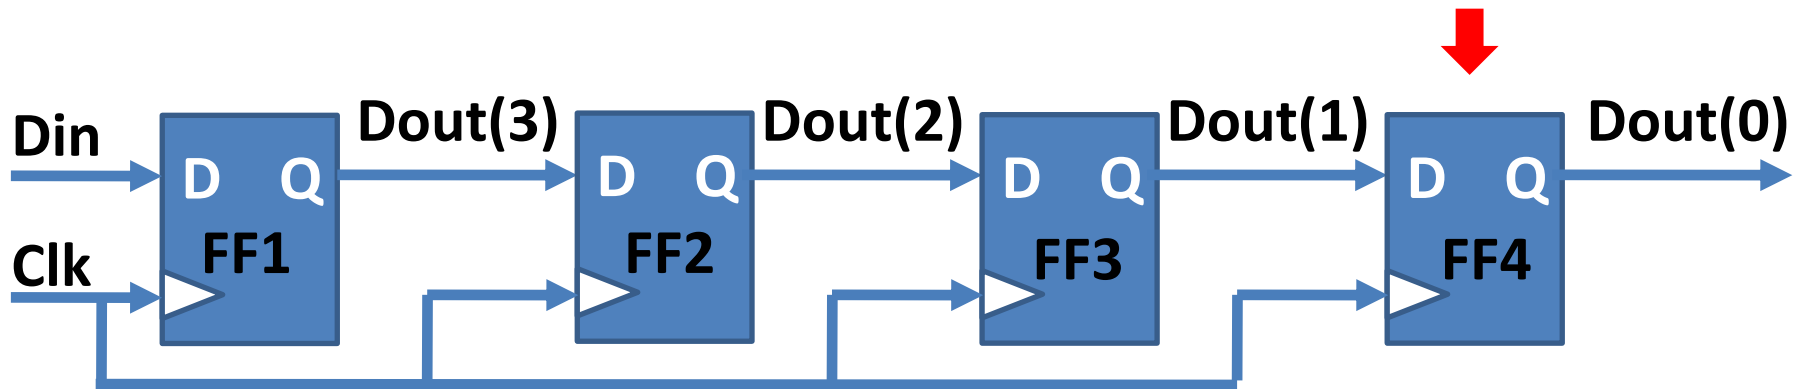 Din
Clk
D Q
FF1
Dout(3)
D Q
FF2
Dout(2)
D Q
FF3
Dout(1)
D Q
FF4
Dout(0)